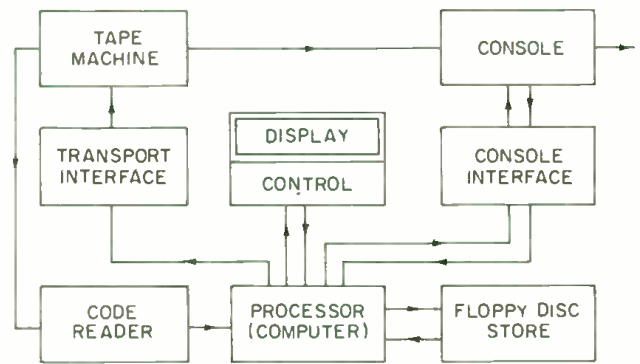 TAPE
MACHINE
CONSOLE
TRANSPORT
INTERFACE
DISPLAY
CONTROL
CONSOLE
INTERFACE
CODE
READER
PROCESSOR
(COMPUTER)
FLOPPY DISC
STORE